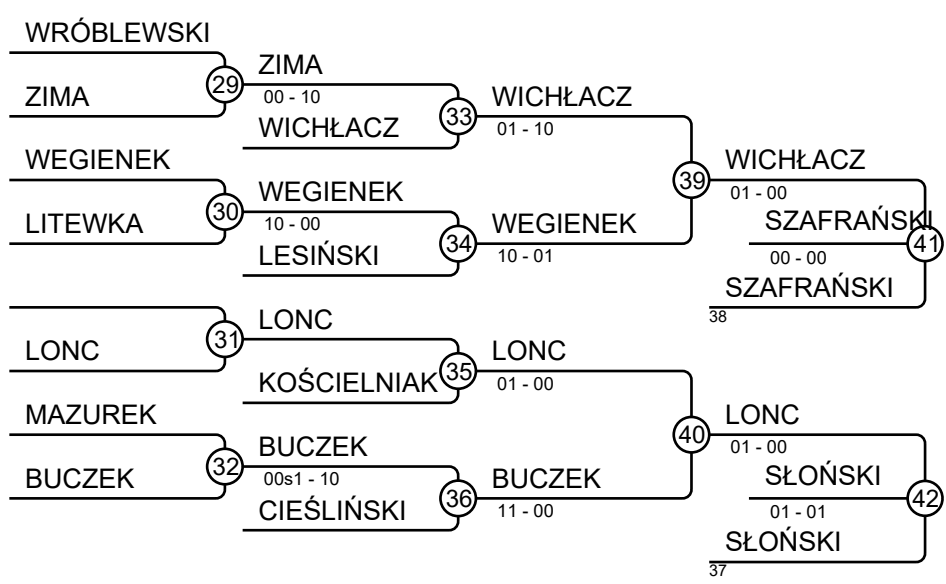 WRÓBLEWSKI
29
ZIMA
00 - 10
ZIMA
33
WICHŁACZ
01 - 10
WICHŁACZ
WEGIENEK
39
WICHŁACZ
01 - 00
30
WEGIENEK
10 - 00
SZAFRAŃSKI
00 - 00
41
LITEWKA
34
WEGIENEK
10 - 01
LESIŃSKI
SZAFRAŃSKI
38
31
LONC
LONC
35
LONC
01 - 00
KOŚCIELNIAK
MAZUREK
40
LONC
01 - 00
32
BUCZEK
00s1 - 10
SŁOŃSKI
01 - 01
42
BUCZEK
36
BUCZEK
11 - 00
CIEŚLIŃSKI
SŁOŃSKI
37